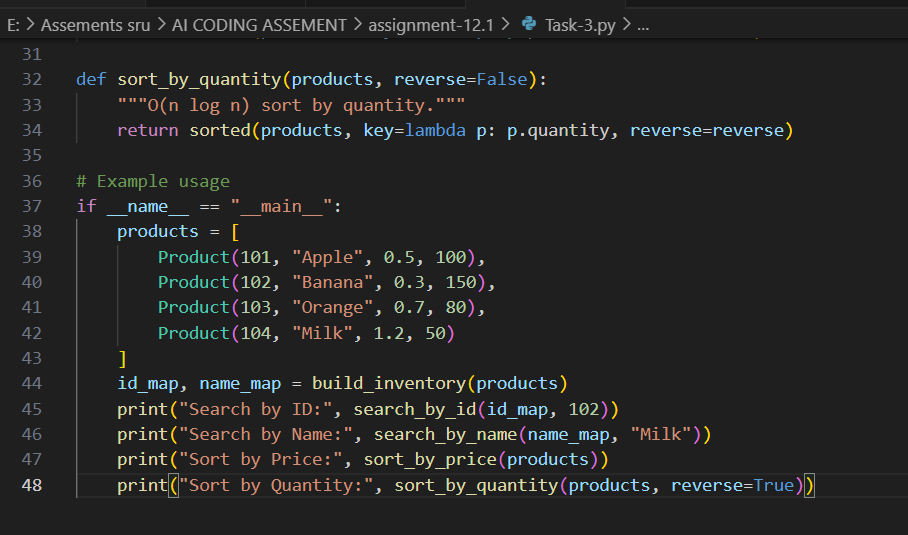 E: > Assements sru > AI CODING ASSEMENT > assignment-12.1 > Task-3.py > ...
31
32 def sort_by_quantity(products, reverse=False):
33     """O(n log n) sort by quantity."""
34     return sorted(products, key=lambda p: p.quantity, reverse=reverse)
35
36 # Example usage
37 if __name__ == "__main__":
38     products = [
39         Product(101, "Apple", 0.5, 100),
40         Product(102, "Banana", 0.3, 150),
41         Product(103, "Orange", 0.7, 80),
42         Product(104, "Milk", 1.2, 50)
43     ]
44     id_map, name_map = build_inventory(products)
45     print("Search by ID:", search_by_id(id_map, 102))
46     print("Search by Name:", search_by_name(name_map, "Milk"))
47     print("Sort by Price:", sort_by_price(products))
48     print("Sort by Quantity:", sort_by_quantity(products, reverse=True))